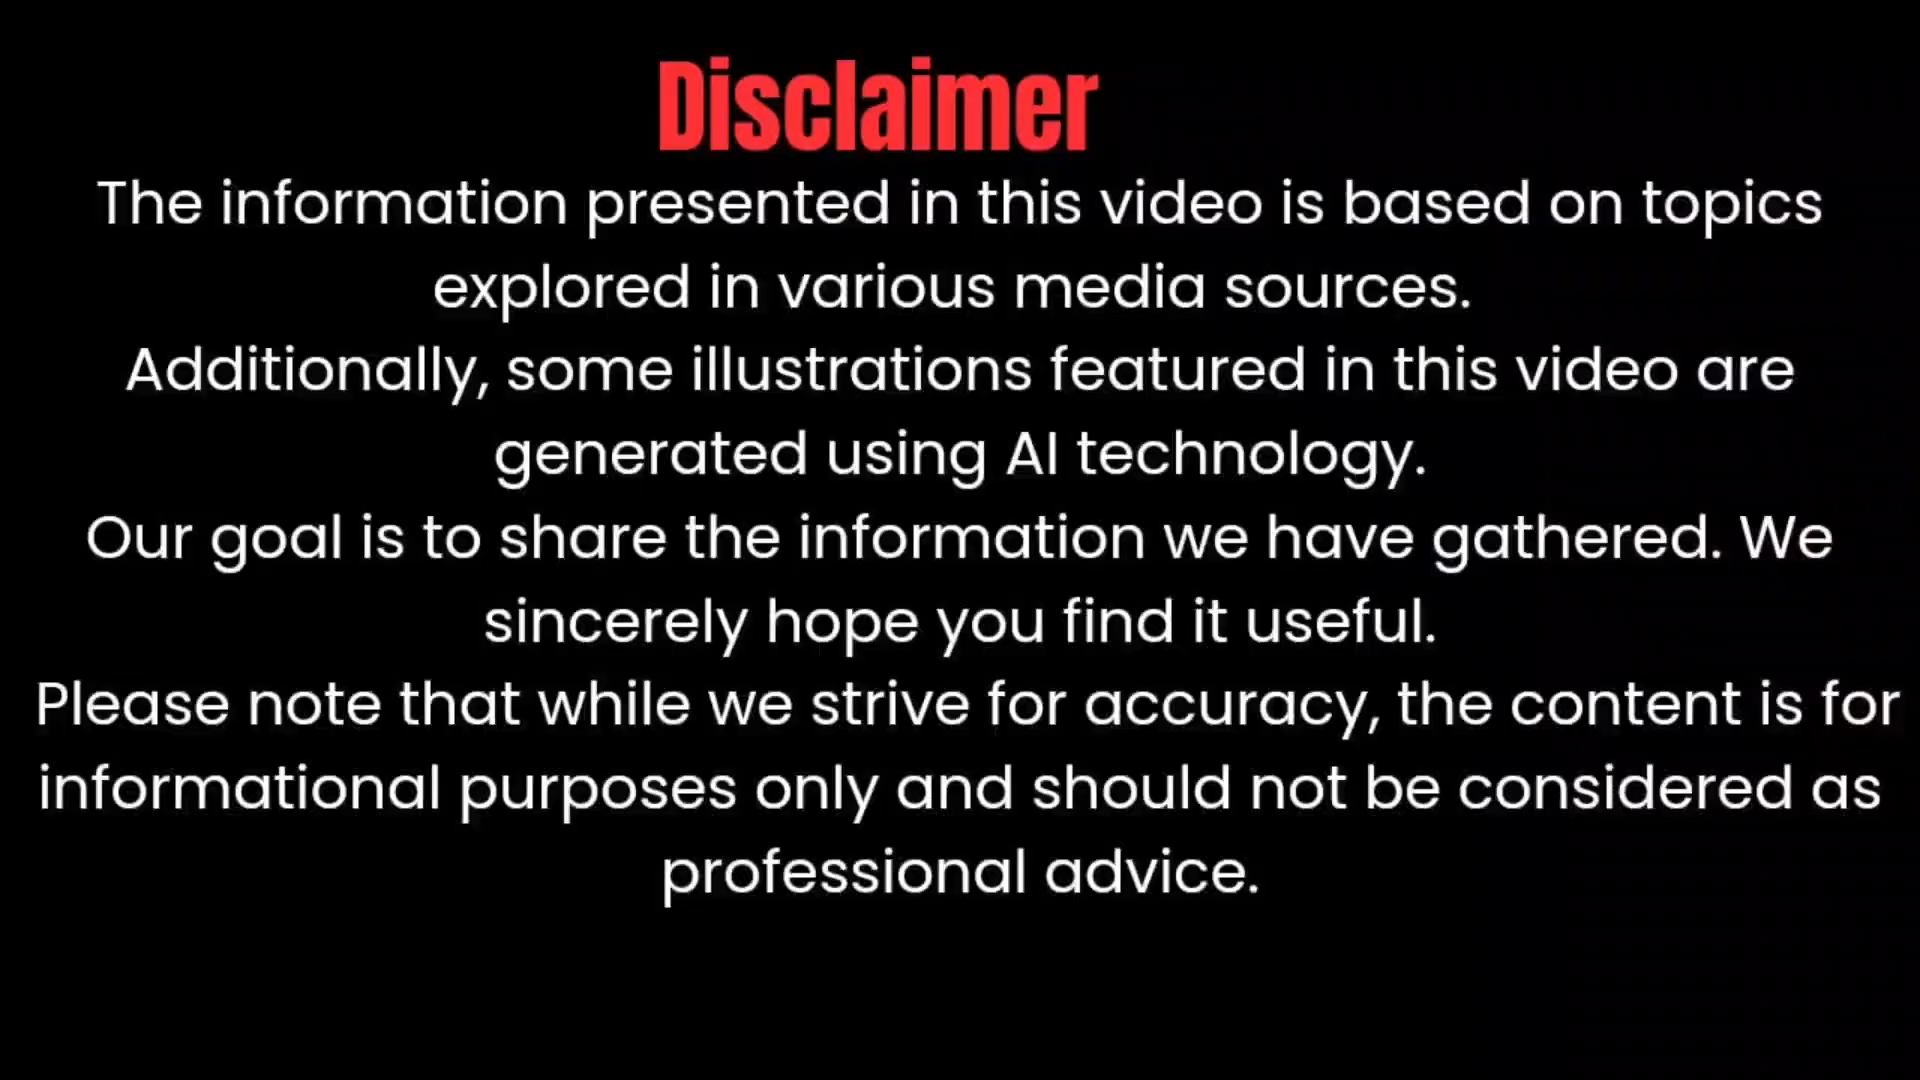 Disclaimer
The information presented in this video is based on topics
explored in various media sources.
Additionally, some illustrations featured in this video are
generated using AI technology.
Our goal is to share the information we have gathered. We
sincerely hope you find it useful.
Please note that while we strive for accuracy, the content is for
informational purposes only and should not be considered as
professional advice.